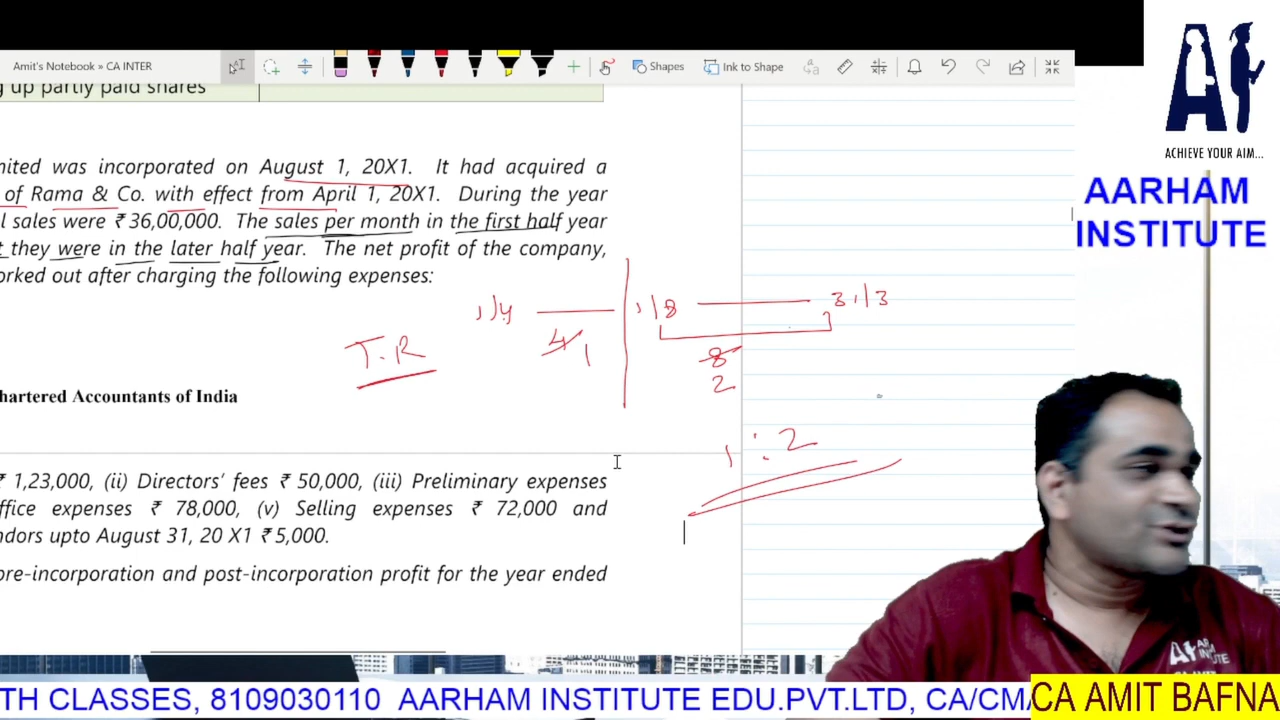 Amit's Notebook » CA INTER
Shapes
Ink to Shape
g up partly paid shares
ACHIEVE YOUR AIM...
AARHAM
INSTITUTE
nited was incorporated on August 1, 20X1. It had acquired a
of Rama & Co. with effect from April 1, 20X1. During the year
l sales were ₹ 36,00,000. The sales per month in the first half year
t they were in the later half year. The net profit of the company,
orked out after charging the following expenses:
1/4 1/8 31/3
T.R 4 1 8
2
1:2
hartered Accountants of India
₹ 1,23,000, (ii) Directors' fees ₹ 50,000, (iii) Preliminary expenses
ffice expenses ₹ 78,000, (v) Selling expenses ₹ 72,000 and
ndors upto August 31, 20 X1 ₹ 5,000.
pre-incorporation and post-incorporation profit for the year ended
TH CLASSES, 8109030110 AARHAM INSTITUTE EDU.PVT.LTD, CA/CMA
CA AMIT BAFNA